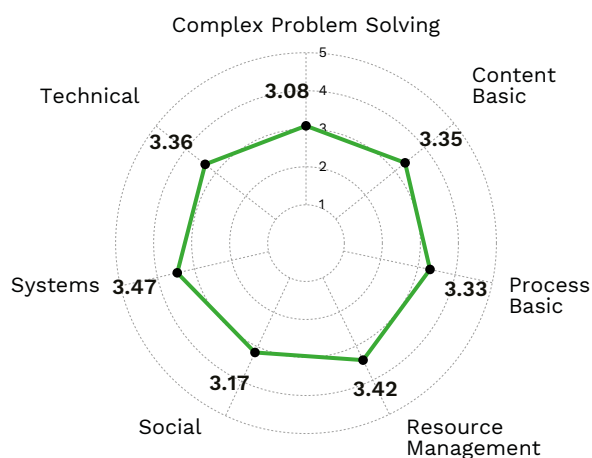 Complex Problem Solving
5
4
3.08
3
2
1
Content
Basic
3.35
Technical
3.36
Process
Basic
3.33
Systems
3.47
Resource
Management
3.42
Social
3.17